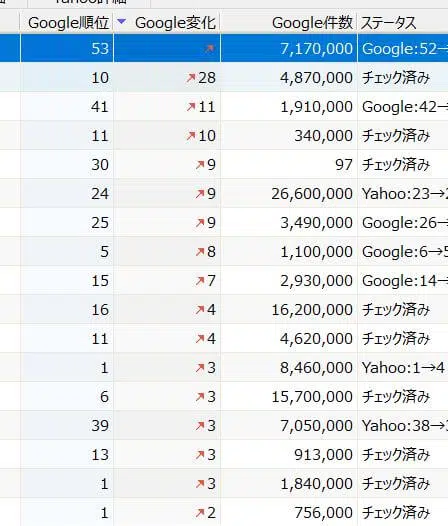 Yahoo詳細
Google順位 Google変化 Google件数 ステータス
53 ↗ 7,170,000 Google:52→
10 ↗28 4,870,000 チェック済み
41 ↗11 1,910,000 Google:42→
11 ↗10 340,000 チェック済み
30 ↗9 97 チェック済み
24 ↗9 26,600,000 Yahoo:23→2
25 ↗9 3,490,000 Google:26→
5 ↗8 1,100,000 Google:6→5
15 ↗7 2,930,000 Google:14→
16 ↗4 16,200,000 チェック済み
11 ↗4 4,620,000 チェック済み
1 ↗3 8,460,000 Yahoo:1→4
6 ↗3 15,700,000 チェック済み
39 ↗3 7,050,000 Yahoo:38→
13 ↗3 913,000 チェック済み
1 ↗3 1,840,000 チェック済み
1 ↗2 756,000 チェック済み